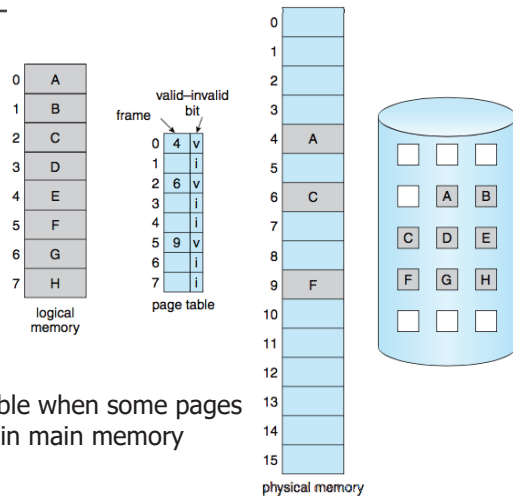 0 A
1 B
2 C
3 D
4 E
5 F
6 G
7 H
logical
memory
valid–invalid
bit
frame
0 4 v
1 i
2 6 v
3 i
4 i
5 9 v
6 i
7 i
page table
0
1
2
3
4 A
5
6 C
7
8
9 F
10
11
12
13
14
15
physical memory
A B
C D E
F G H
ble when some pages
in main memory